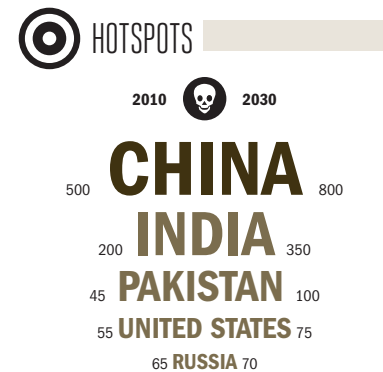 HOTSPOTS
2010 2030
500 CHINA 800
200 INDIA 350
45 PAKISTAN 100
55 UNITED STATES 75
65 RUSSIA 70